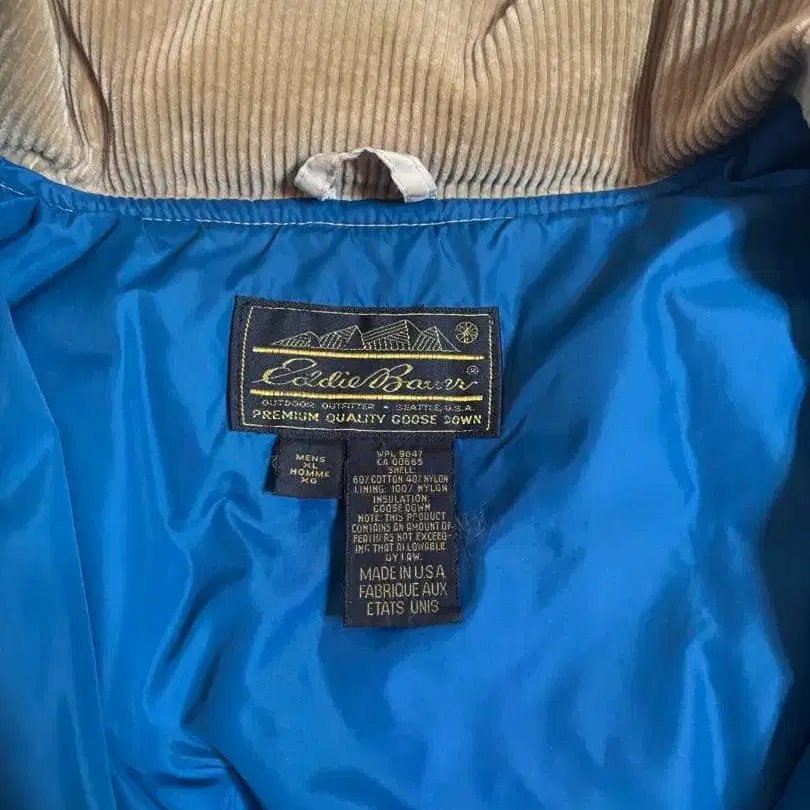 Eddie Bauer ®
OUTDOOR OUTFITTER • SEATTLE, U.S.A.
PREMIUM QUALITY GOOSE DOWN
MENS
XL
HOMME
XG
WPL 9647
CA 00665
SHELL:
60% COTTON 40% NYLON
LINING: 100% NYLON
INSULATION:
GOOSE DOWN
NOTE: THIS PRODUCT
CONTAINS AN AMOUNT OF
FEATHERS NOT EXCEED-
ING THAT ALLOWABLE
BY LAW.
MADE IN U.S.A
FABRIQUE AUX
ETATS UNIS